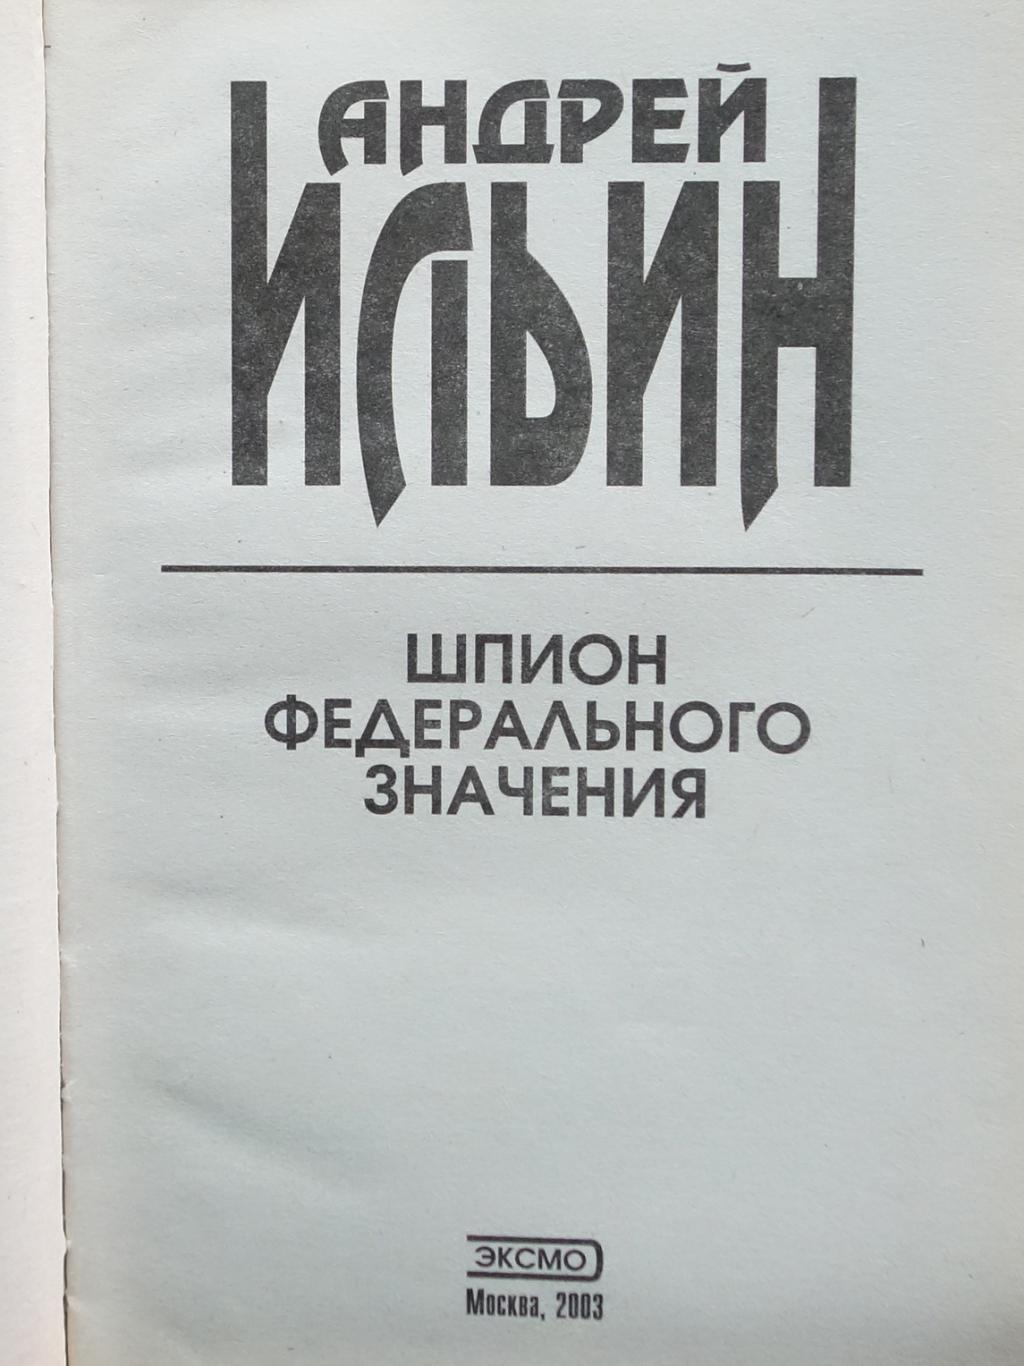 АНДРЕЙ
ИЛЬИН
ШПИОН
ФЕДЕРАЛЬНОГО
ЗНАЧЕНИЯ
ЭКСМО
Москва, 2003